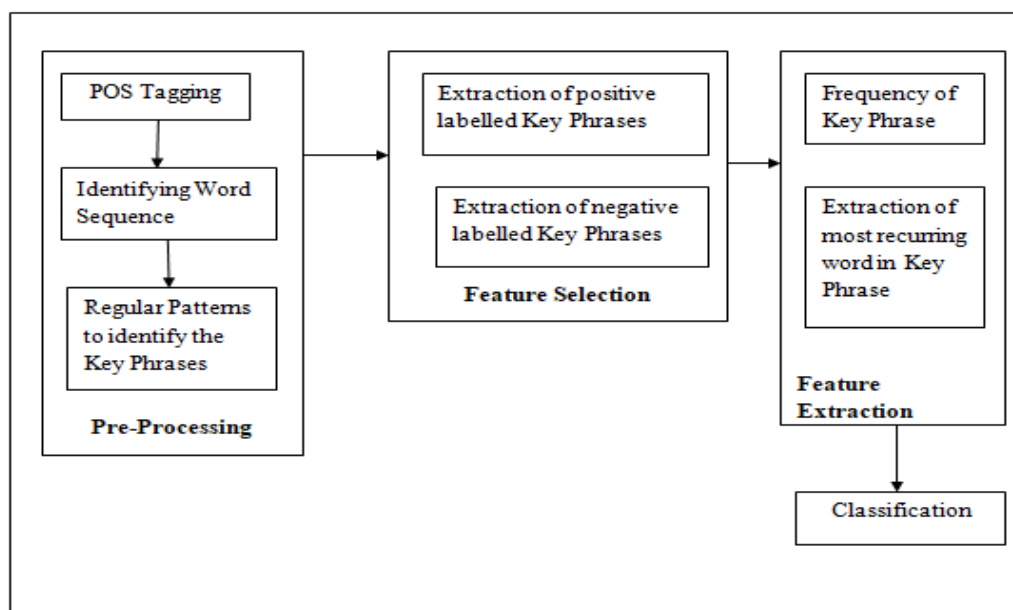 POS Tagging
Identifying Word
Sequence
Regular Patterns
to identify the
Key Phrases
Pre-Processing
Extraction of positive
labelled Key Phrases
Extraction of negative
labelled Key Phrases
Feature Selection
Frequency of
Key Phrase
Extraction of
most recurring
word in Key
Phrase
Feature
Extraction
Classification